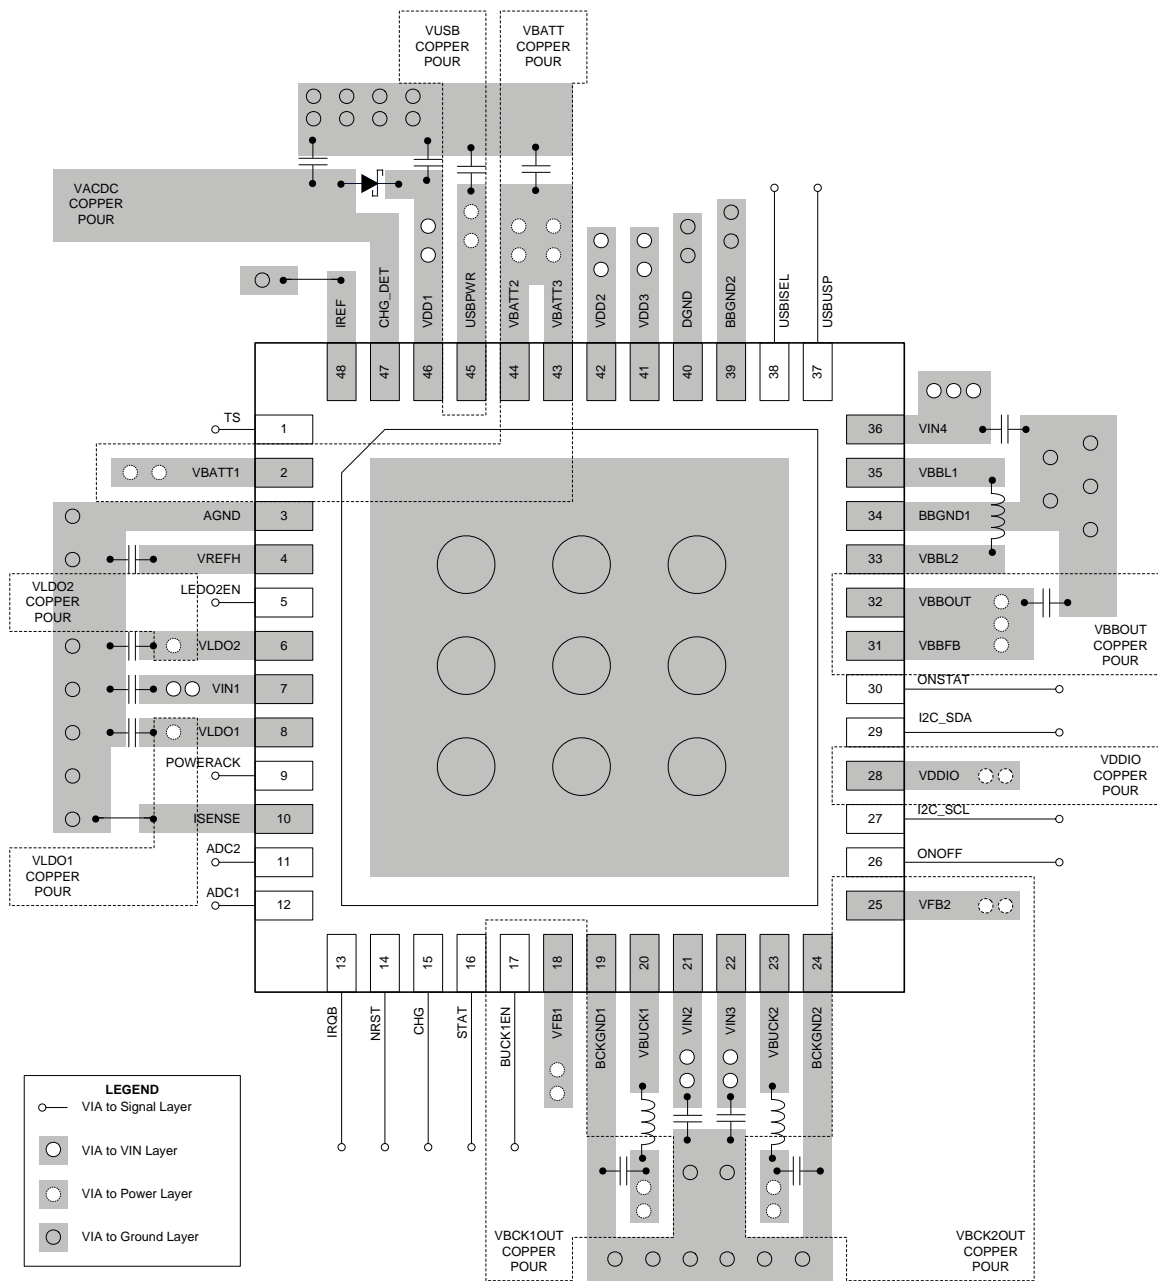 VUSB
COPPER
POUR
VBATT
COPPER
POUR
VACDC
COPPER
POUR
IREF
CHG_DET
VDD1
USBPWR
VBATT2
VBATT3
VDD2
VDD3
DGND
BBGND2
USBISEL
USBUSP
48
47
46
45
44
43
42
41
40
39
38
37
TS
1
VBATT1
2
AGND
3
VREFH
4
LEDO2EN
5
VLDO2
6
VIN1
7
VLDO1
8
POWERACK
9
ISENSE
10
ADC2
11
ADC1
12
VLDO2
COPPER
POUR
VLDO1
COPPER
POUR
36
VIN4
35
VBBL1
34
BBGND1
33
VBBL2
32
VBBOUT
31
VBBFB
30
ONSTAT
29
I2C_SDA
28
VDDIO
27
I2C_SCL
26
ONOFF
25
VFB2
VBBOUT
COPPER
POUR
VDDIO
COPPER
POUR
13
14
15
16
17
18
19
20
21
22
23
24
IRQB
NRST
CHG
STAT
BUCK1EN
VFB1
BCKGND1
VBUCK1
VIN2
VIN3
VBUCK2
BCKGND2
VBCK1OUT
COPPER
POUR
VBCK2OUT
COPPER
POUR
LEGEND
VIA to Signal Layer
VIA to VIN Layer
VIA to Power Layer
VIA to Ground Layer